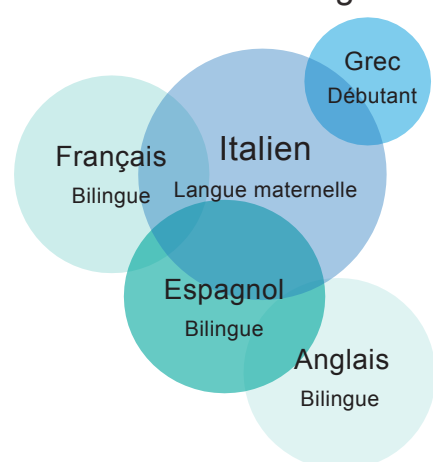 Grec
Débutant
Italien
Langue maternelle
Français
Bilingue
Espagnol
Bilingue
Anglais
Bilingue